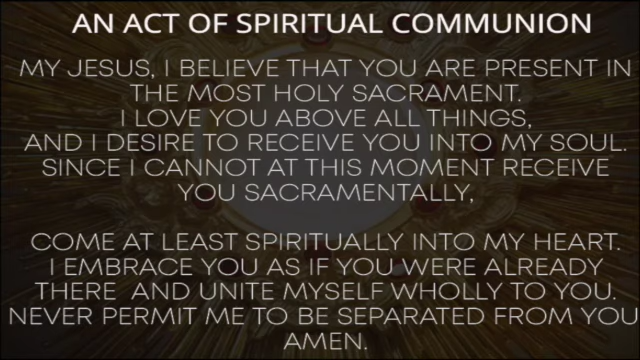 AN ACT OF SPIRITUAL COMMUNION
MY JESUS, I BELIEVE THAT YOU ARE PRESENT IN
THE MOST HOLY SACRAMENT.
I LOVE YOU ABOVE ALL THINGS,
AND I DESIRE TO RECEIVE YOU INTO MY SOUL.
SINCE I CANNOT AT THIS MOMENT RECEIVE
YOU SACRAMENTALLY,
COME AT LEAST SPIRITUALLY INTO MY HEART.
I EMBRACE YOU AS IF YOU WERE ALREADY
THERE AND UNITE MYSELF WHOLLY TO YOU.
NEVER PERMIT ME TO BE SEPARATED FROM YOU
AMEN.